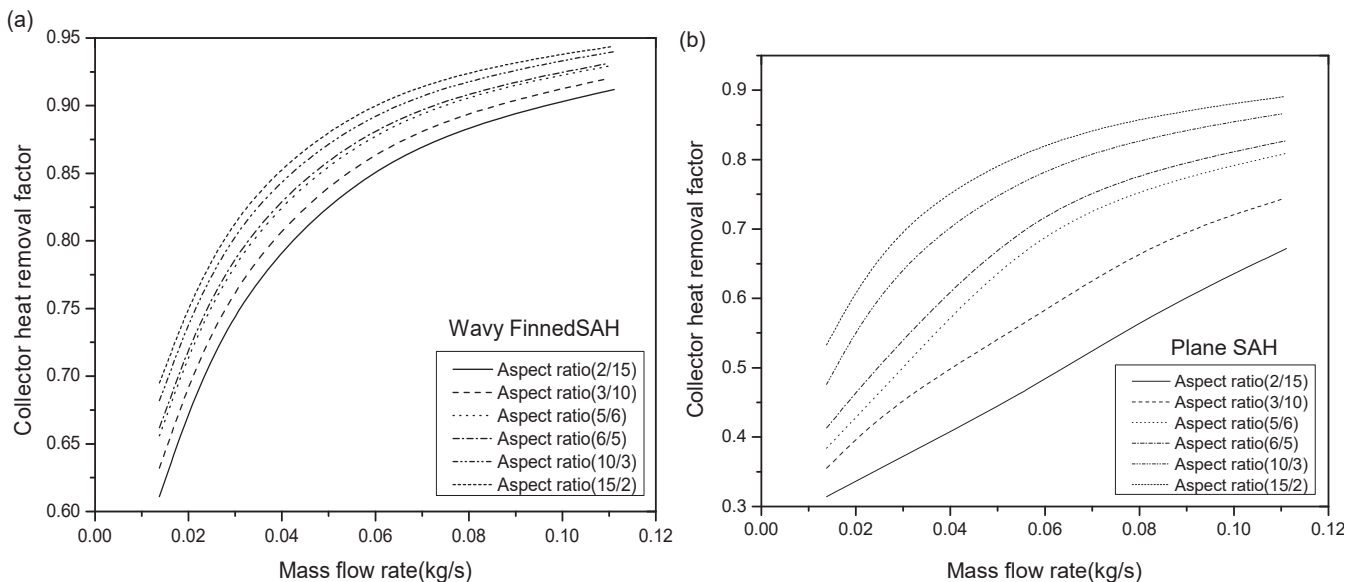 (a)
0.95
0.90
0.85
0.80
0.75
0.70
0.65
0.60
0.00
0.02
0.04
0.06
0.08
0.10
0.12
Collector heat removal factor
Mass flow rate(kg/s)
Wavy FinnedSAH
Aspect ratio(2/15)
Aspect ratio(3/10)
Aspect ratio(5/6)
Aspect ratio(6/5)
Aspect ratio(10/3)
Aspect ratio(15/2)
(b)
0.9
0.8
0.7
0.6
0.5
0.4
0.3
0.00
0.02
0.04
0.06
0.08
0.10
0.12
Collector heat removal factor
Mass flow rate(kg/s)
Plane SAH
Aspect ratio(2/15)
Aspect ratio(3/10)
Aspect ratio(5/6)
Aspect ratio(6/5)
Aspect ratio(10/3)
Aspect ratio(15/2)